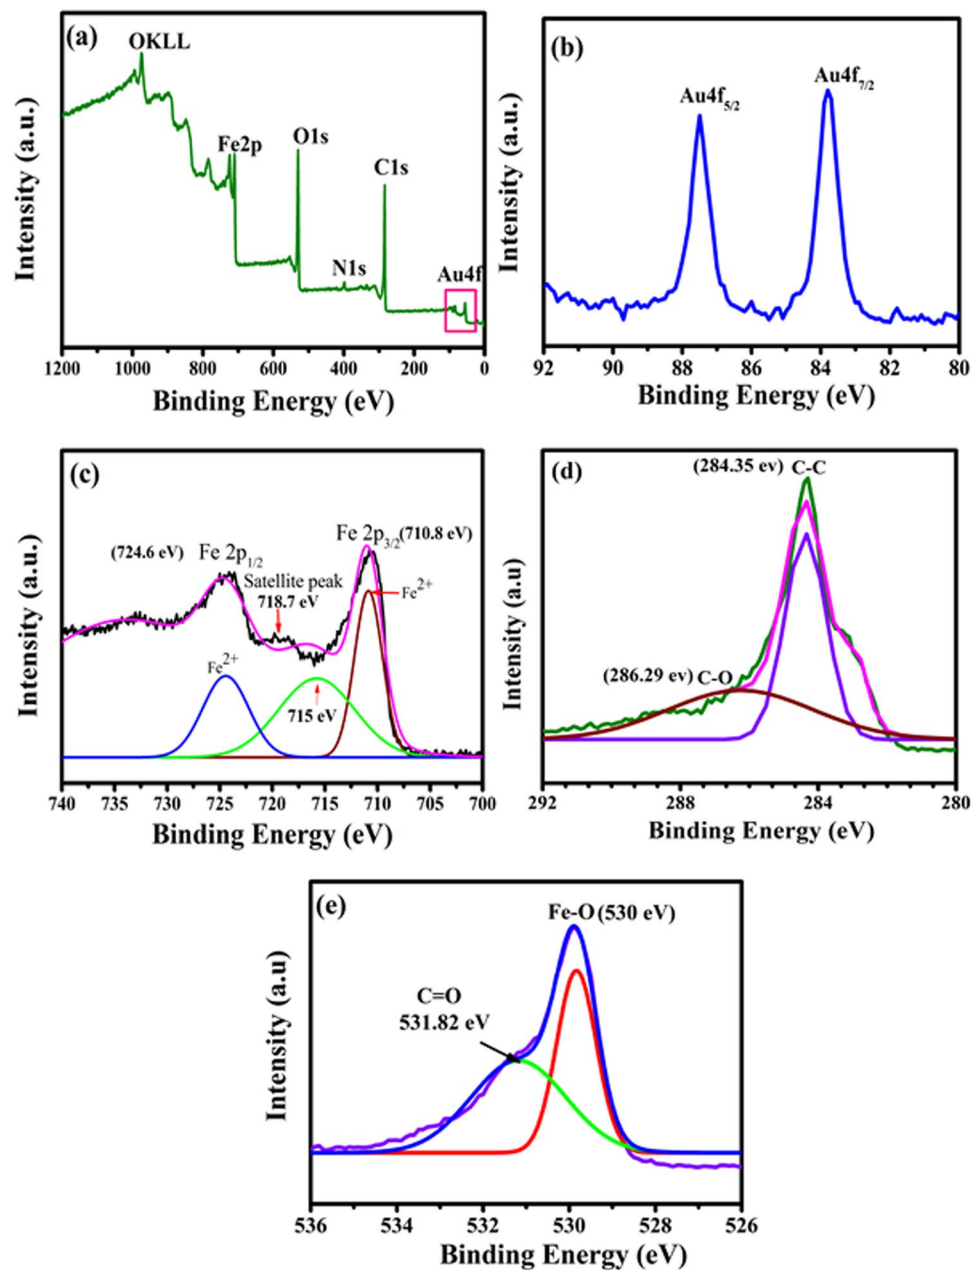 (a)
OKLL
Fe2p
O1s
C1s
N1s
Au4f
Intensity (a.u.)
1200 1000 800 600 400 200 0
Binding Energy (eV)
(b)
Au4f5/2
Au4f7/2
Intensity (a.u.)
92 90 88 86 84 82 80
Binding Energy (eV)
(c)
Fe 2p3/2 (710.8 eV)
(724.6 eV) Fe 2p1/2
Satellite peak
718.7 eV
Fe2+
Fe2+
715 eV
Intensity (a.u.)
740 735 730 725 720 715 710 705 700
Binding Energy (eV)
(d)
(284.35 ev) C-C
(286.29 ev) C-O
Intensity (a.u)
292 288 284 280
Binding Energy (eV)
(e)
Fe-O (530 eV)
C=O
531.82 eV
Intensity (a.u)
536 534 532 530 528 526
Binding Energy (eV)